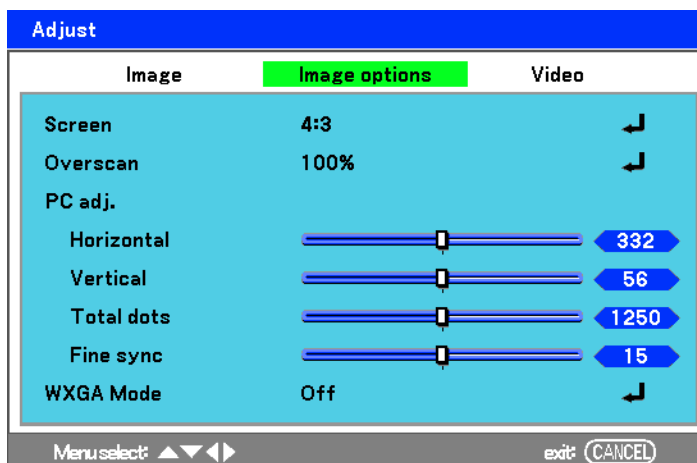 Adjust
Image Image options Video
Screen 4:3
Overscan 100%
PC adj.
Horizontal 332
Vertical 56
Total dots 1250
Fine sync 15
WXGA Mode Off
Menu select: exit: CANCEL